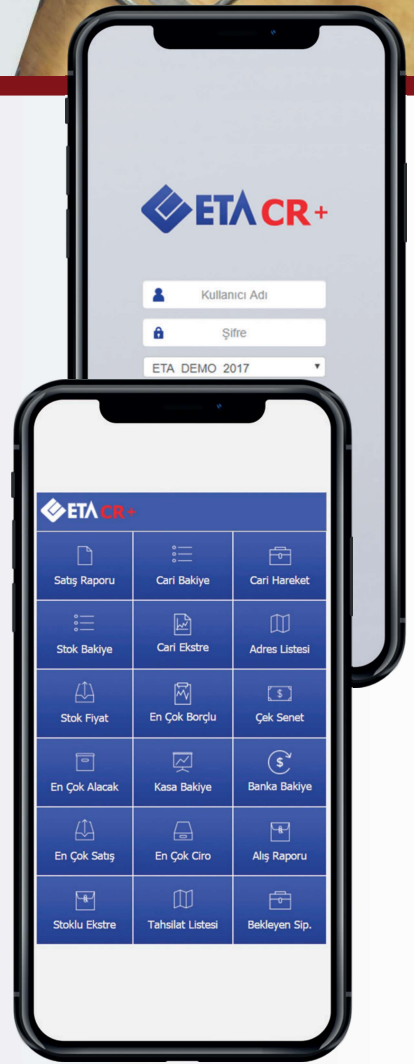 ETA CR+
Kullanıcı Adı
Şifre
ETA DEMO 2017
ETA CR+
Satış Raporu
Cari Bakiye
Cari Hareket
Stok Bakiye
Cari Ekstre
Adres Listesi
Stok Fiyat
En Çok Borçlu
Çek Senet
En Çok Alacak
Kasa Bakiye
Banka Bakiye
En Çok Satış
En Çok Ciro
Alış Raporu
Stoklu Ekstre
Tahsilat Listesi
Bekleyen Sip.